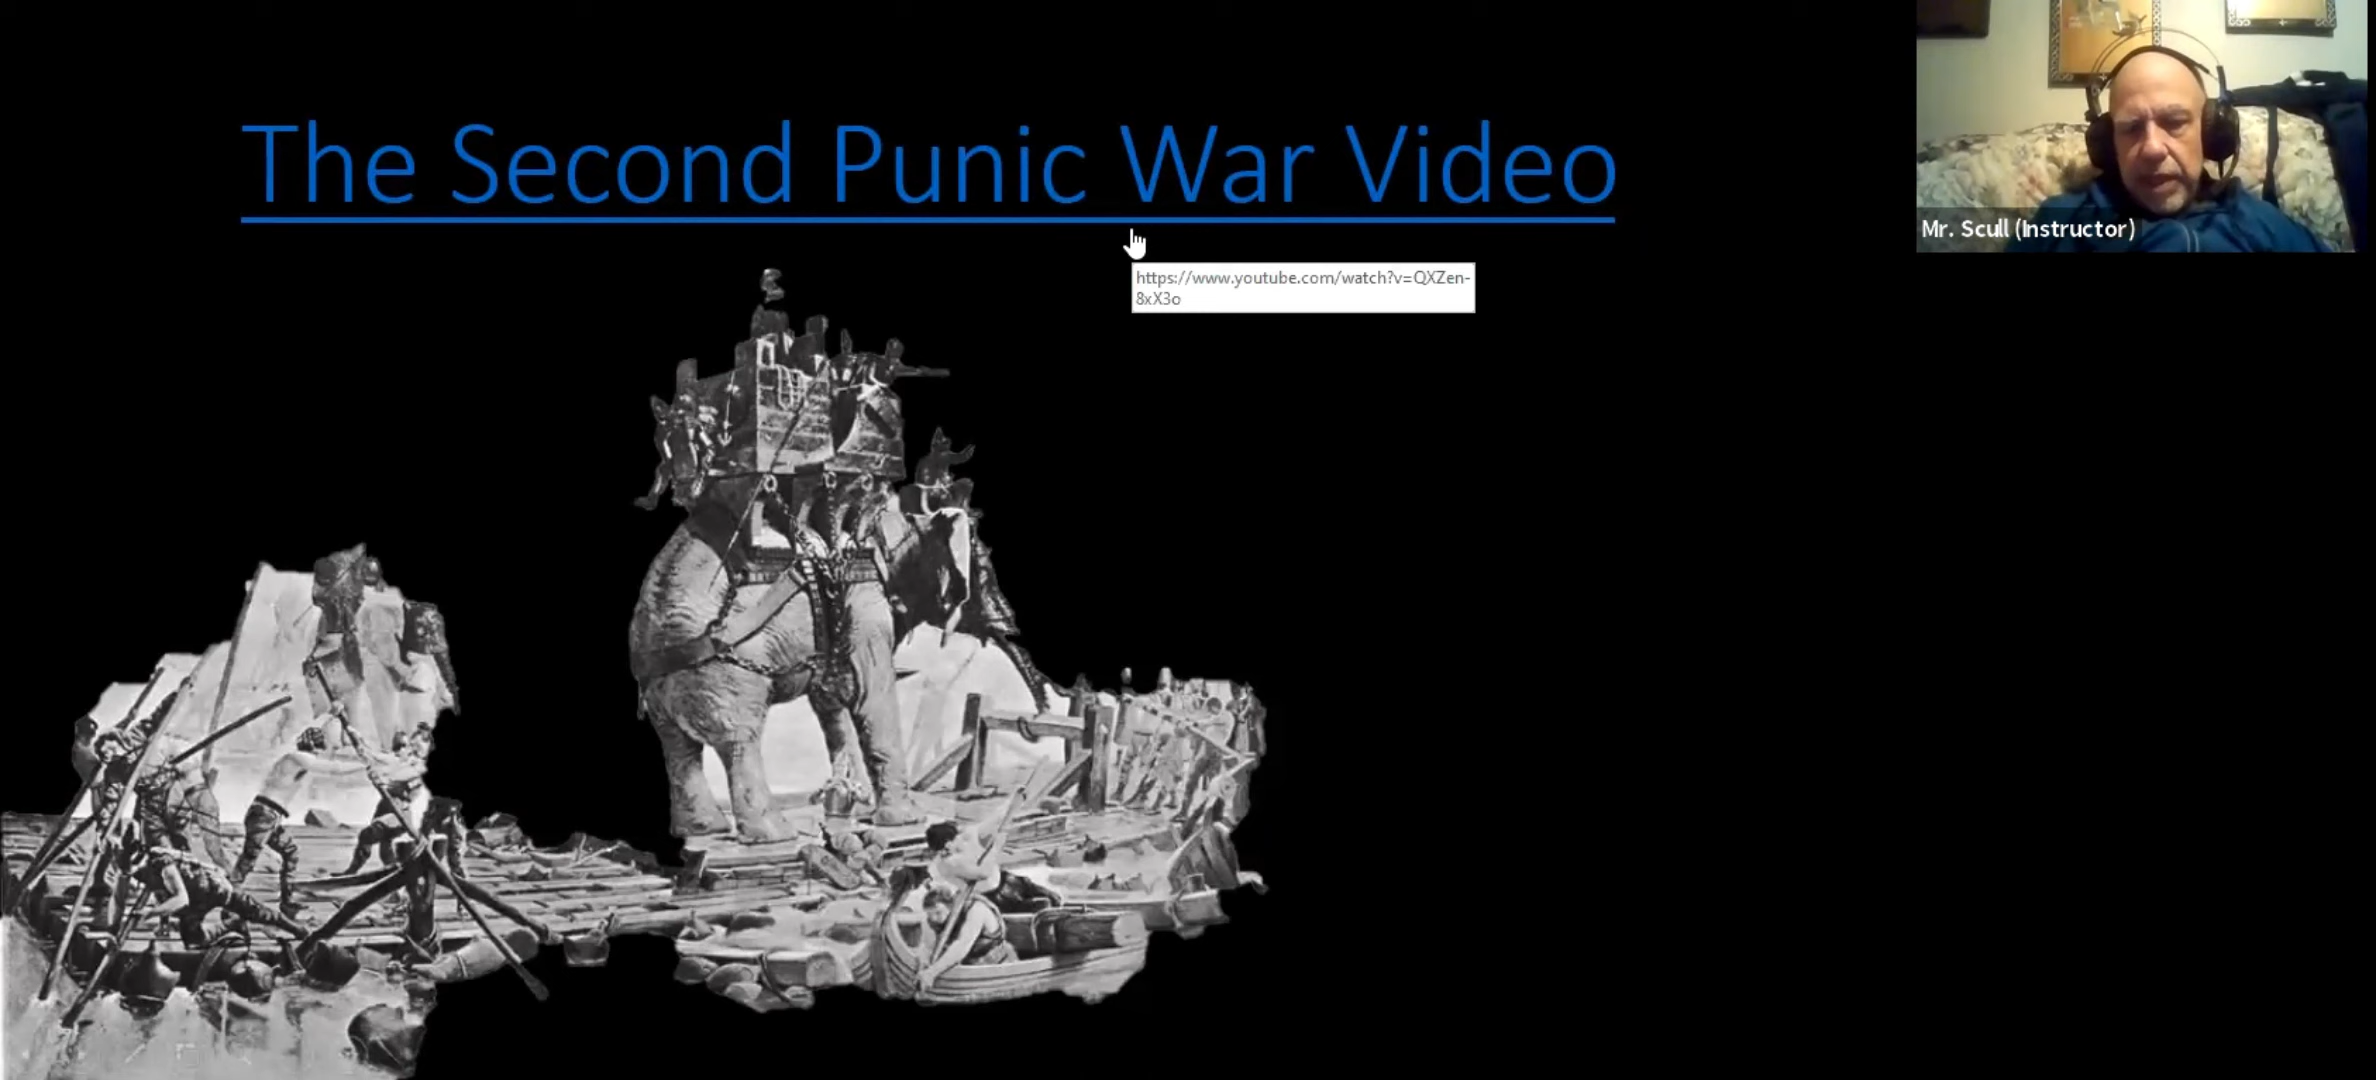 The Second Punic War Video
Mr. Scull (Instructor)
https://www.youtube.com/watch?v=QXZen-
8xX3o